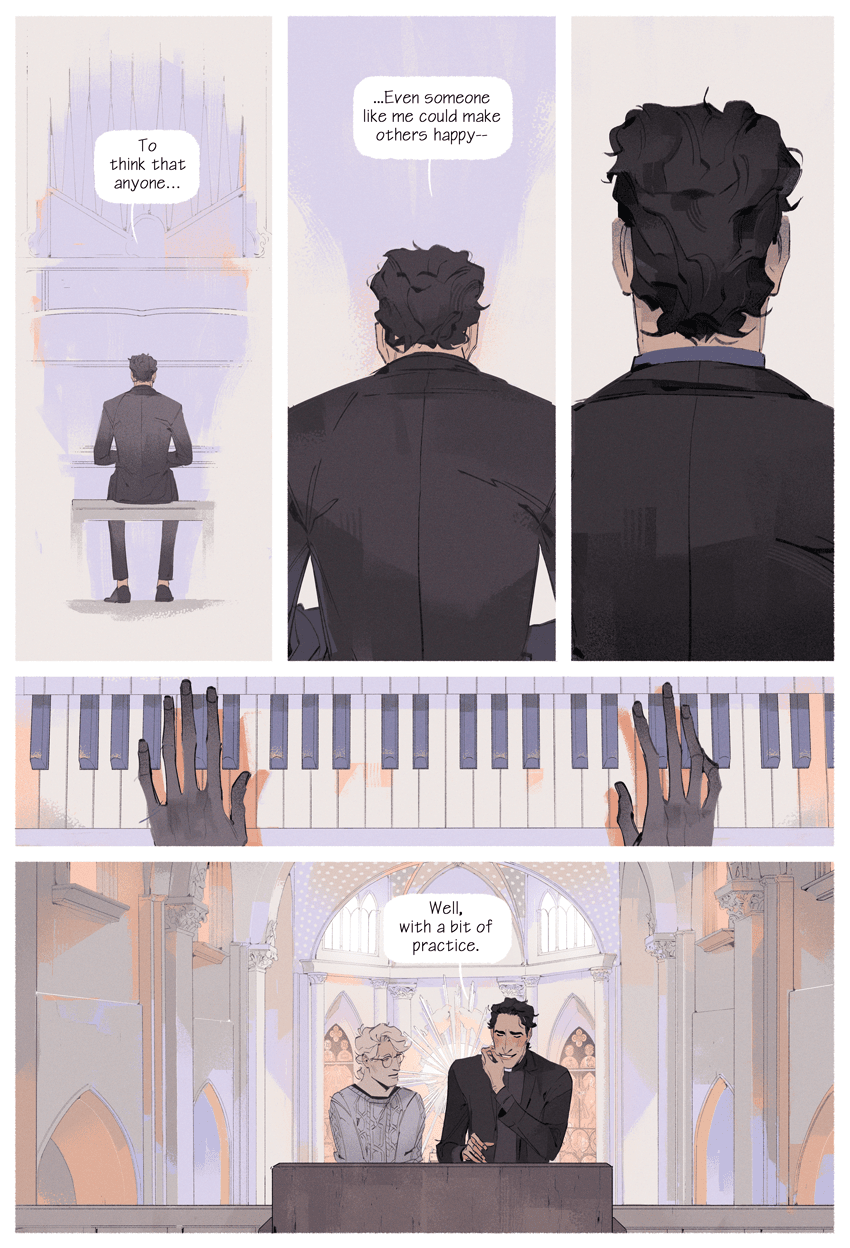 To
think that
anyone...
...Even someone
like me could make
others happy--
Well,
with a bit of
practice.